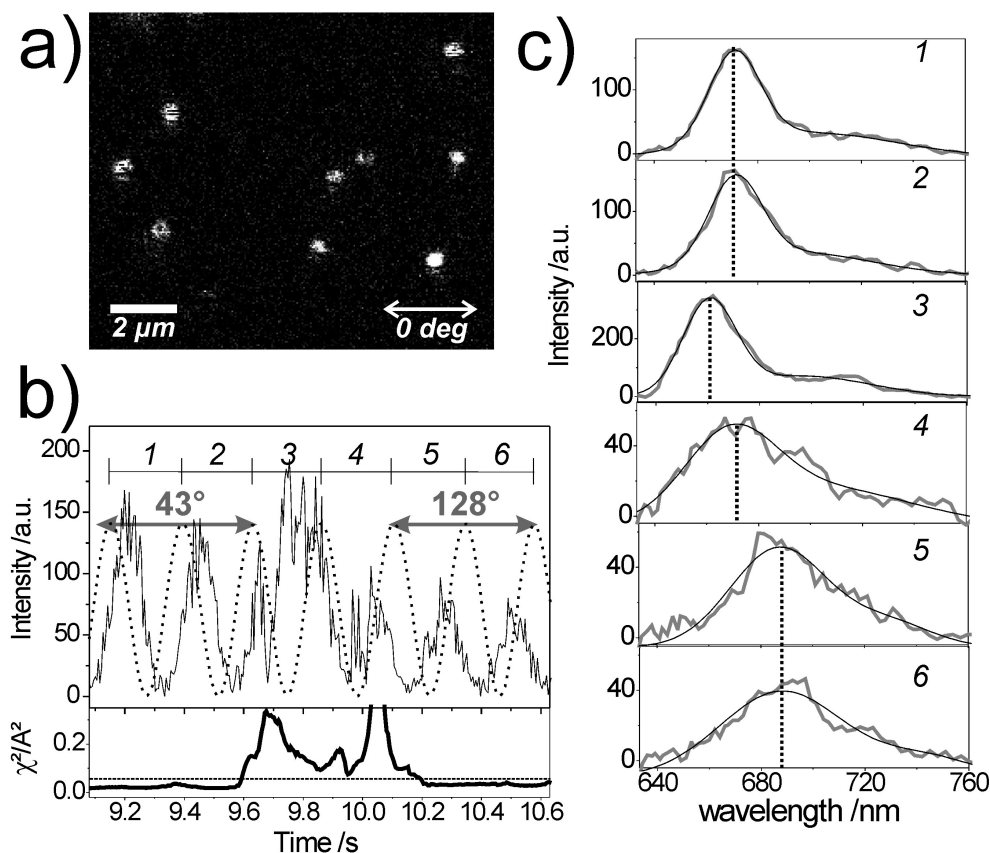 a)
2 µm
0 deg
b)
200
150
100
50
0
Intensity /a.u.
1 2 3 4 5 6
43° 128°
0.2
0.0
χ²/A²
9.2 9.4 9.6 9.8 10.0 10.2 10.4 10.6
Time /s
c)
Intensity /a.u.
1
100
0
2
100
0
3
200
0
4
40
0
5
40
0
6
40
0
640 680 720 760
wavelength /nm